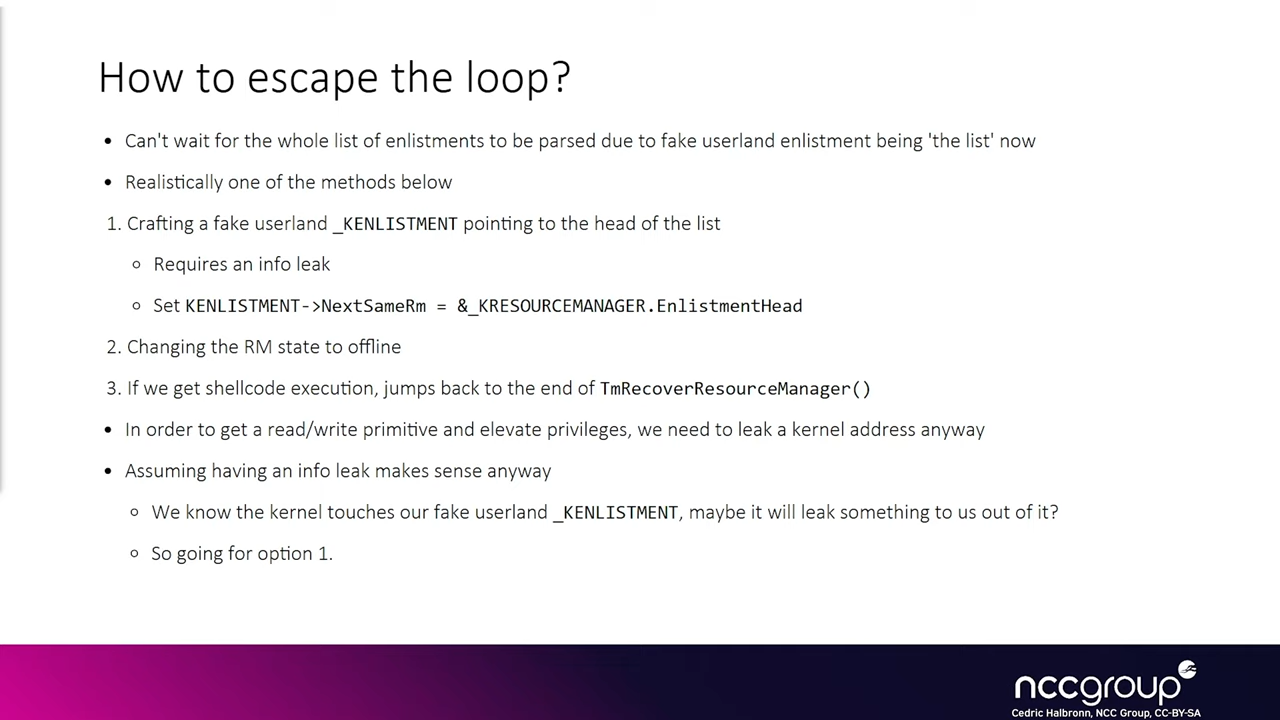 How to escape the loop?
• Can't wait for the whole list of enlistments to be parsed due to fake userland enlistment being 'the list' now
• Realistically one of the methods below
1. Crafting a fake userland _KENLISTMENT pointing to the head of the list
○ Requires an info leak
○ Set KENLISTMENT->NextSameRm = &_KRESOURCEMANAGER.EnlistmentHead
2. Changing the RM state to offline
3. If we get shellcode execution, jumps back to the end of TmRecoverResourceManager()
• In order to get a read/write primitive and elevate privileges, we need to leak a kernel address anyway
• Assuming having an info leak makes sense anyway
○ We know the kernel touches our fake userland _KENLISTMENT, maybe it will leak something to us out of it?
○ So going for option 1.
nccgroup
Cedric Halbronn, NCC Group, CC-BY-SA